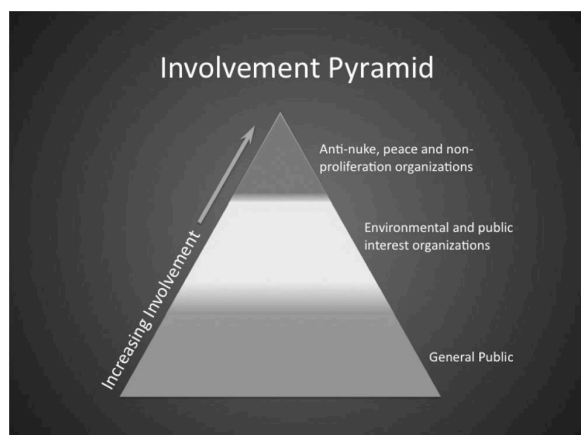 Involvement Pyramid
Anti-nuke, peace and non-
proliferation organizations
Environmental and public
interest organizations
Increasing Involvement
General Public